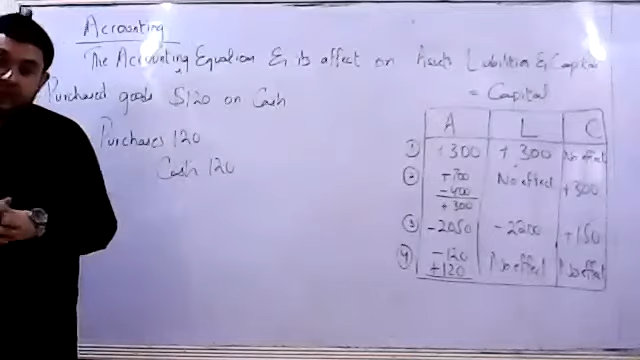 Accounting
The Accounting Equation & its affect on Assets Liabilities & Capital
Purchased goods $120 on Cash
= Capital
Purchases 120
Cash 120
A L C
① +300 +300 No effect
② +700 No effect +300
-400
+300
③ -2050 -2200 +150
④ -120 No effect No effect
+120